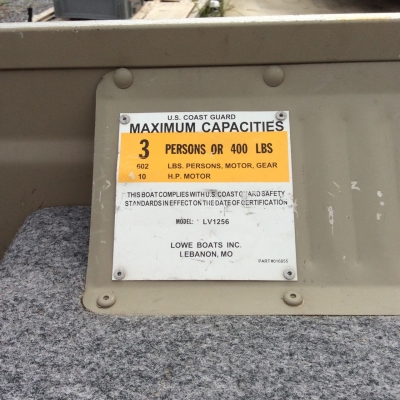 U.S. COAST GUARD
MAXIMUM CAPACITIES
3 PERSONS OR 400 LBS
602 LBS. PERSONS, MOTOR, GEAR
10 H.P. MOTOR
THIS BOAT COMPLIES WITH U.S. COAST GUARD SAFETY
STANDARDS IN EFFECT ON THE DATE OF CERTIFICATION
MODEL: LV1256
LOWE BOATS INC.
LEBANON, MO